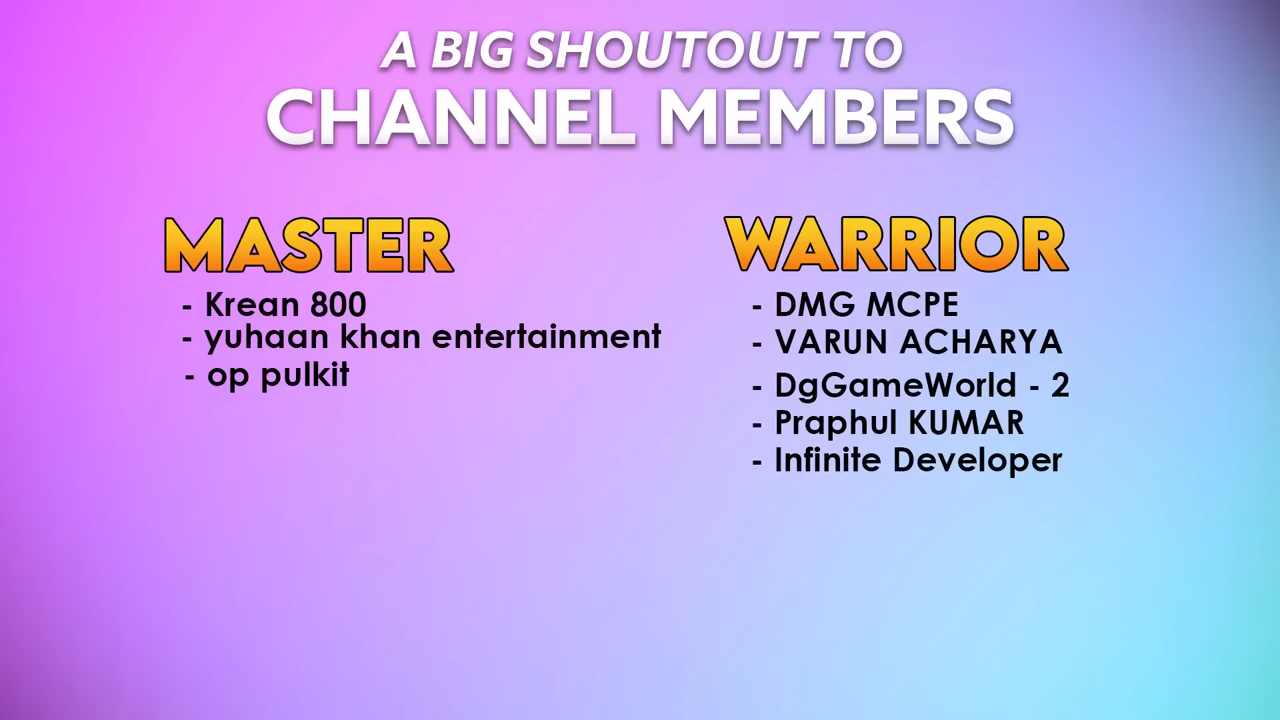 A BIG SHOUTOUT TO
CHANNEL MEMBERS
MASTER
- Krean 800
- yuhaan khan entertainment
- op pulkit
WARRIOR
- DMG MCPE
- VARUN ACHARYA
- DgGameWorld - 2
- Praphul KUMAR
- Infinite Developer